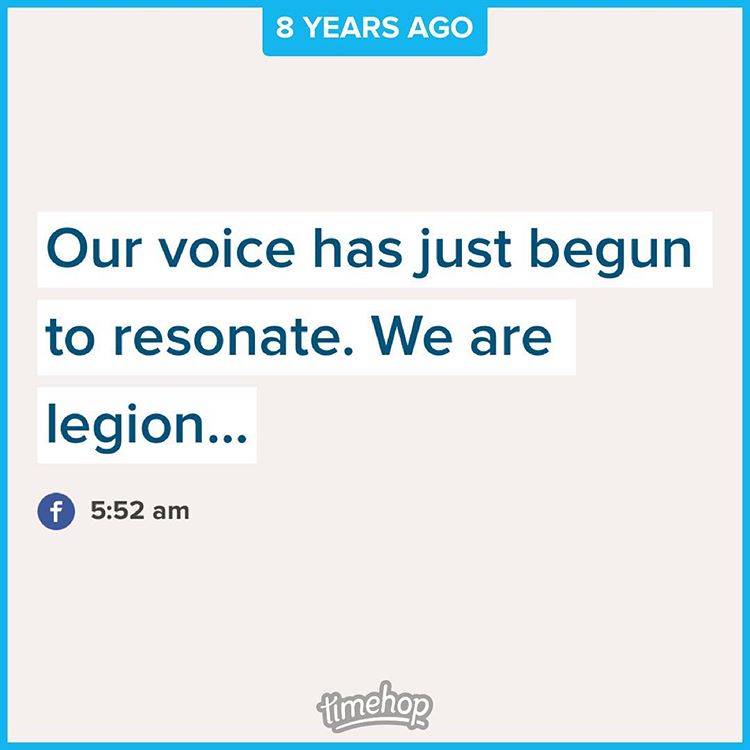 8 YEARS AGO
Our voice has just begun
to resonate. We are
legion...
f 5:52 am
timehop